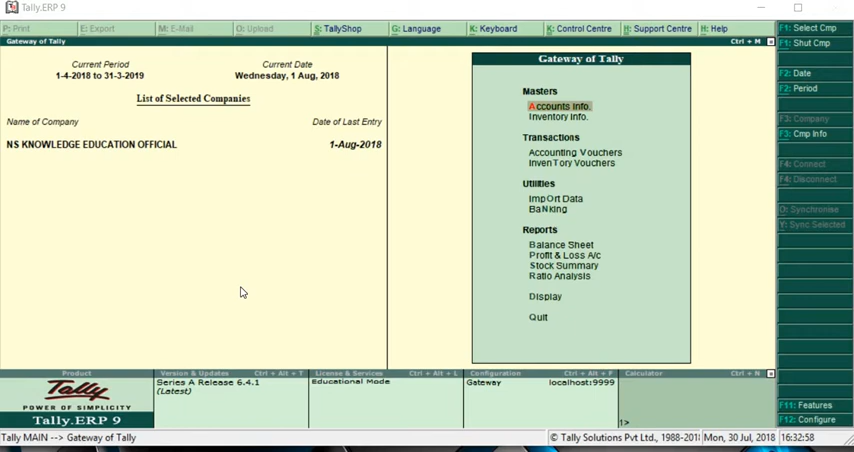 Tally.ERP 9
P: Print
E: Export
M: E-Mail
O: Upload
S: TallyShop
G: Language
K: Keyboard
K: Control Centre
H: Support Centre
H: Help
Gateway of Tally
Ctrl + M
Current Period
Current Date
1-4-2018 to 31-3-2019
Wednesday, 1 Aug, 2018
List of Selected Companies
Name of Company
Date of Last Entry
NS KNOWLEDGE EDUCATION OFFICIAL
1-Aug-2018
Gateway of Tally
Masters
Accounts Info.
Inventory Info.
Transactions
Accounting Vouchers
InvenTory Vouchers
Utilities
ImpOrt Data
BaNking
Reports
Balance Sheet
Profit & Loss A/c
Stock Summary
Ratio Analysis
Display
Quit
F1: Select Cmp
F1: Shut Cmp
F2: Date
F2: Period
F3: Company
F3: Cmp Info
F4: Connect
F4: Disconnect
O: Synchronise
Y: Sync Selected
F11: Features
F12: Configure
Product
Tally
POWER OF SIMPLICITY
Tally.ERP 9
Version & Updates
Ctrl + Alt + T
Series A Release 6.4.1
(Latest)
License & Services
Ctrl + Alt + L
Educational Mode
Configuration
Ctrl + Alt + F
Gateway
localhost:9999
Calculator
Ctrl + N
1>
Tally MAIN --> Gateway of Tally
© Tally Solutions Pvt Ltd., 1988-201
Mon, 30 Jul, 2018
16:32:58